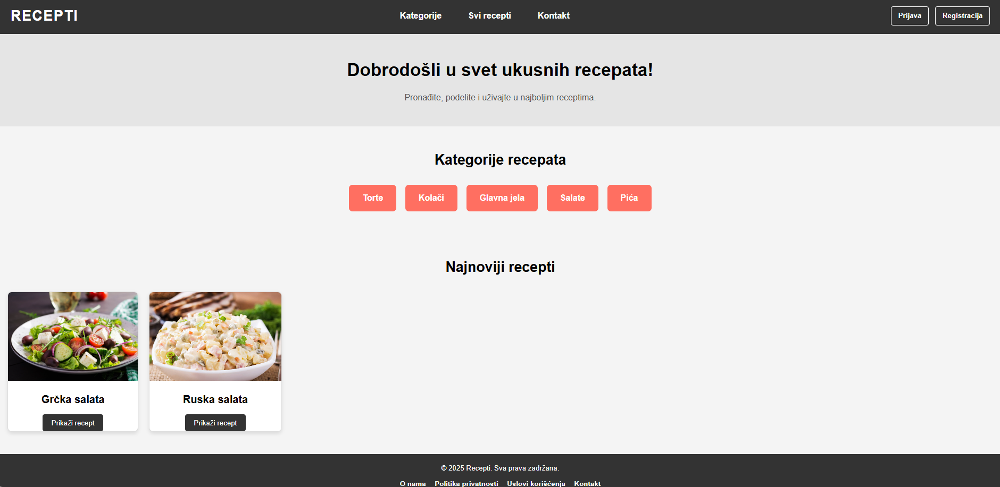 RECEPTI
Kategorije Svi recepti Kontakt
Prijava Registracija
Dobrodošli u svet ukusnih recepata!
Pronađite, podelite i uživajte u najboljim receptima.
Kategorije recepata
Torte Kolači Glavna jela Salate Pića
Najnoviji recepti
Grčka salata
Prikaži recept
Ruska salata
Prikaži recept
© 2025 Recepti. Sva prava zadržana.
O nama Politika privatnosti Uslovi korišćenja Kontakt